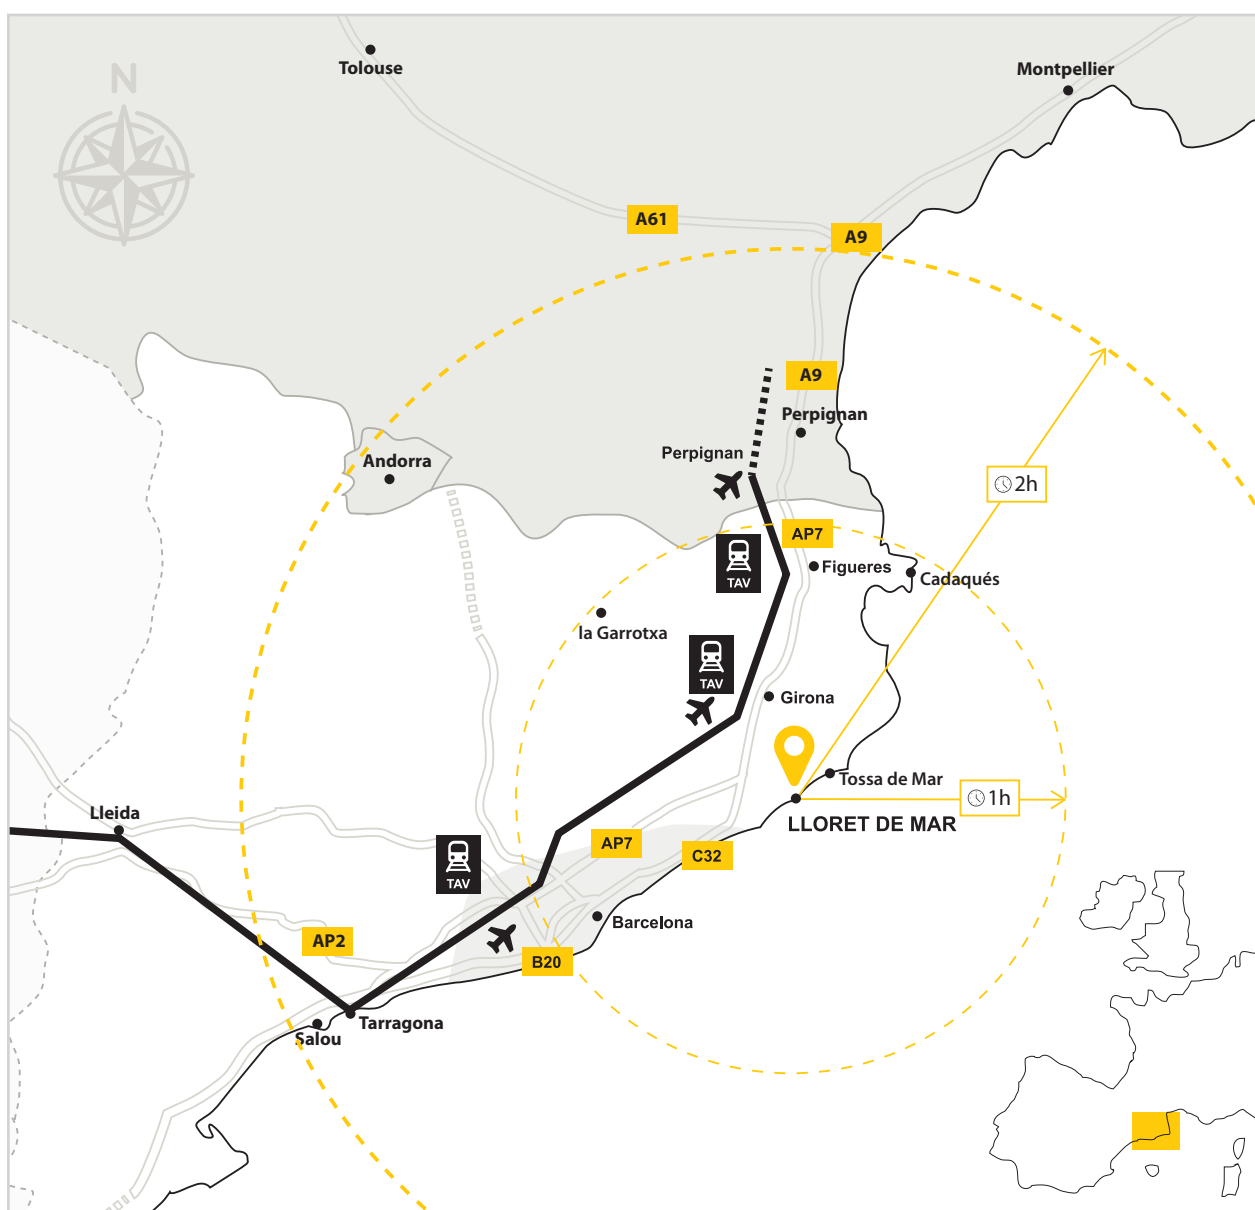 N
Tolouse
Montpellier
A61
A9
A9
Perpignan
Perpignan
Andorra
2h
AP7
TAV
Figueres
Cadaqués
la Garrotxa
TAV
Girona
Tossa de Mar
1h
LLORET DE MAR
Lleida
AP7
C32
TAV
Barcelona
AP2
B20
Tarragona
Salou